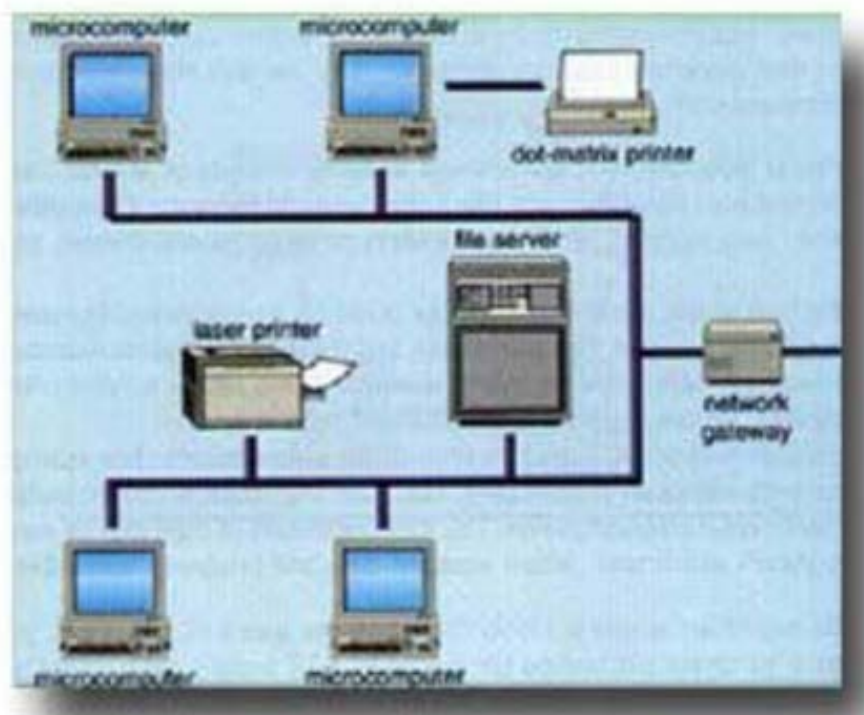 microcomputer
microcomputer
dot-matrix printer
file server
laser printer
network
gateway
microcomputer
microcomputer